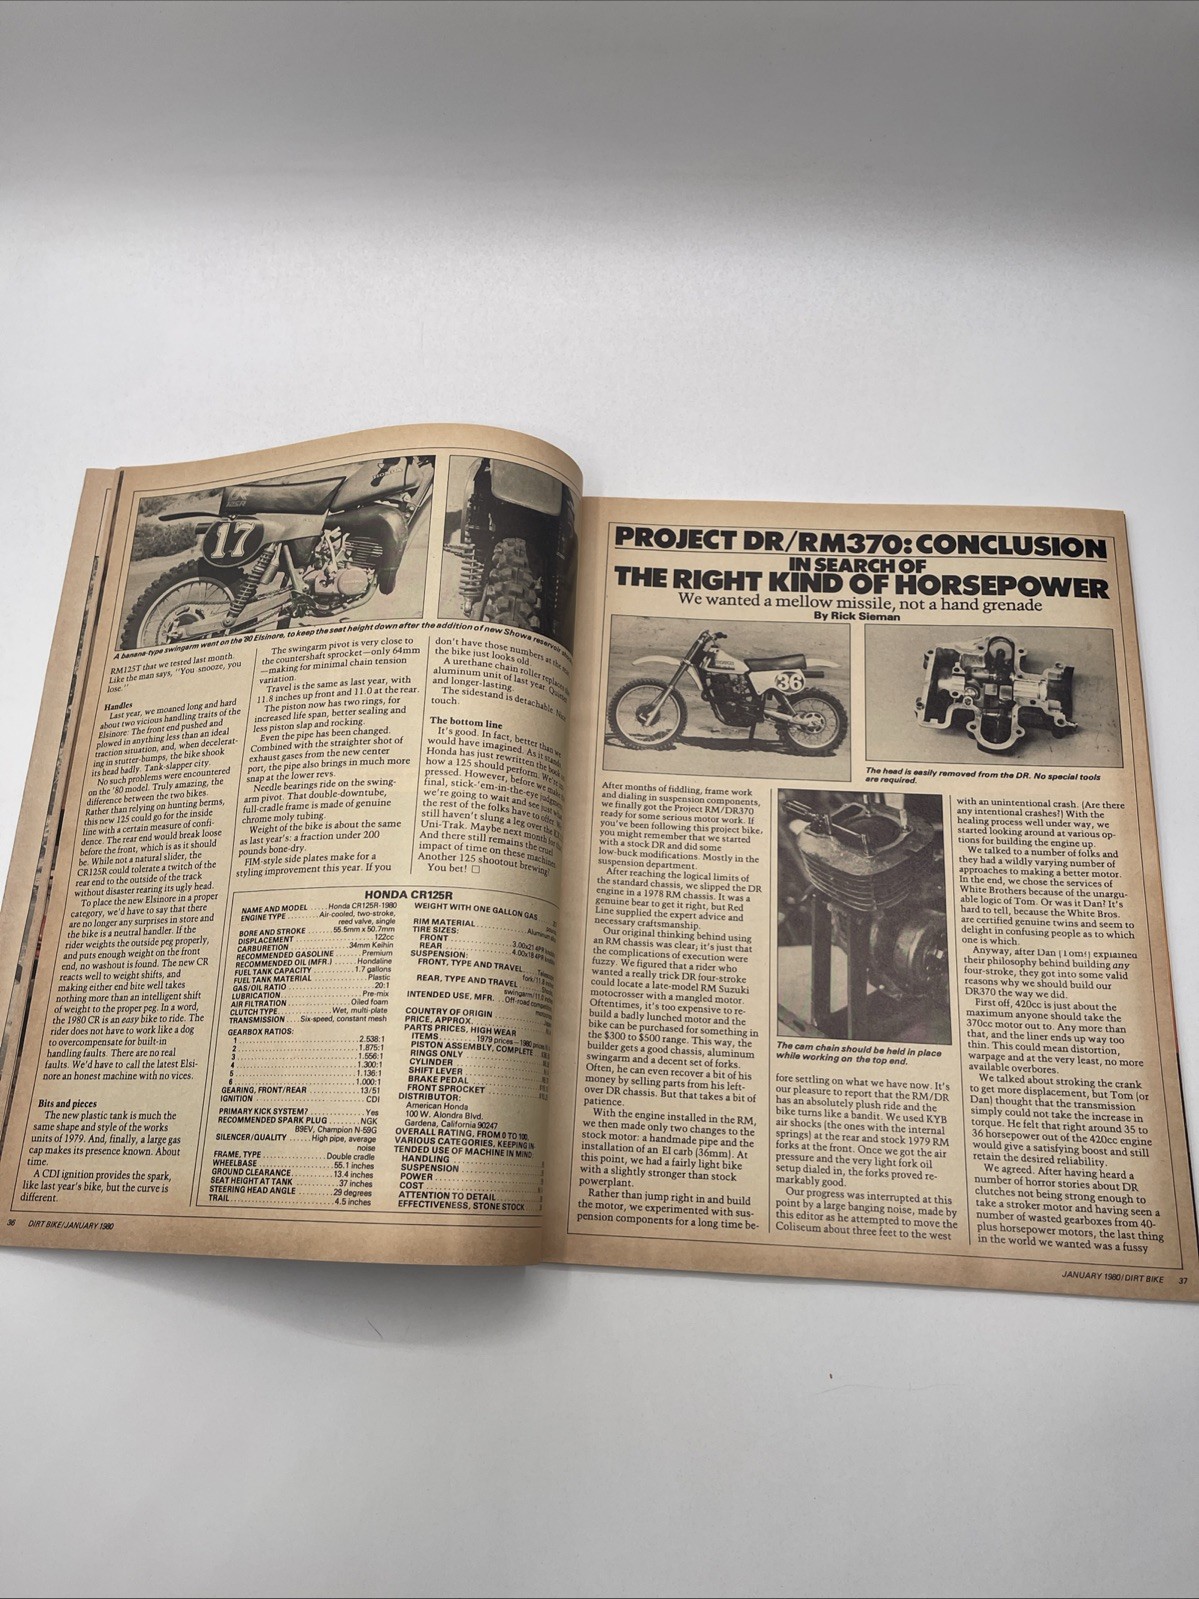 17
A banana-type swingarm went on the '80 Elsinore, to keep the seat height down after the addition of new Showa reservoir
RM125T that we tested last month.
Like the man says, "You snooze, you
lose."
Handles
Last year, we moaned long and hard
about two vicious handling traits of the
Elsinore: The front end pushed and
plowed in anything less than an ideal
traction situation, and, when decelerat-
ing in stutter-bumps, the bike shook
its head badly. Tank-slapper city.
No such problems were encountered
on the '80 model. Truly amazing, the
difference between the two bikes.
Rather than relying on hunting berms,
this new 125 could go for the inside
line with a certain measure of confi-
dence. The rear end would break loose
before the front, which is as it should
be. While not a natural slider, the
CR125R could tolerate a twitch of the
rear end to the outside of the track
without disaster rearing its ugly head.
To place the new Elsinore in a proper
category, we'd have to say that there
are no longer any surprises in store and
the bike is a neutral handler. If the
rider weights the outside peg properly,
and puts enough weight on the front
end, no washout is found. The new CR
reacts well to weight shifts, and
making either end bite well takes
nothing more than an intelligent shift
of weight to the proper peg. In a word,
the 1980 CR is an easy bike to ride. The
rider does not have to work like a dog
to overcompensate for built-in
handling faults. There are no real
faults. We'd have to call the latest Elsi-
nore an honest machine with no vices.
Bits and pieces
The new plastic tank is much the
same shape and style of the works
units of 1979. And, finally, a large gas
cap makes its presence known. About
time.
A CDI ignition provides the spark,
like last year's bike, but the curve is
different.
The swingarm pivot is very close to
the countershaft sprocket—only 64mm
—making for minimal chain tension
variation.
Travel is the same as last year, with
11.8 inches up front and 11.0 at the rear.
The piston now has two rings, for
increased life span, better sealing and
less piston slap and rocking.
Even the pipe has been changed.
Combined with the straighter shot of
exhaust gases from the new center
port, the pipe also brings in much more
snap at the lower revs.
Needle bearings ride on the swing-
arm pivot. That double-downtube,
full-cradle frame is made of genuine
chrome moly tubing.
Weight of the bike is about the same
as last year's: a fraction under 200
pounds bone-dry.
FIM-style side plates make for a
styling improvement this year. If you
don't have those numbers at the
the bike just looks old.
A urethane chain roller replaces
aluminum unit of last year.
and longer-lasting.
The sidestand is detachable.
touch.
The bottom line
It's good. In fact, better than we
would have imagined. As it stands
Honda has just rewritten the book
how a 125 should perform. We're
pressed. However, before we make
final, stick-'em-in-the-eye judgment
we're going to wait and see just what
the rest of the folks have to offer.
still haven't slung a leg over the
Uni-Trak. Maybe next month for
And there still remains the cruel
impact of time on these machines
Another 125 shootout brewing?
You bet! □
HONDA CR125R
NAME AND MODEL Honda CR125R-1980
ENGINE TYPE Air-cooled, two-stroke,
reed valve, single
BORE AND STROKE 55.5mm x 50.7mm
DISPLACEMENT 122cc
CARBURETION 34mm Keihin
RECOMMENDED GASOLINE Premium
RECOMMENDED OIL (MFR.) Hondaline
FUEL TANK CAPACITY 1.7 gallons
FUEL TANK MATERIAL Plastic
GAS/OIL RATIO 20:1
LUBRICATION Pre-mix
AIR FILTRATION Oiled foam
CLUTCH TYPE Wet, multi-plate
TRANSMISSION Six-speed, constant mesh
GEARBOX RATIOS:
1 2.538:1
2 1.875:1
3 1.556:1
4 1.300:1
5 1.136:1
6 1.000:1
GEARING, FRONT/REAR 13/51
IGNITION CDI
PRIMARY KICK SYSTEM? Yes
RECOMMENDED SPARK PLUG NGK
B9EV, Champion N-59G
SILENCER/QUALITY High pipe, average
noise
FRAME, TYPE Double cradle
WHEELBASE 55.1 inches
GROUND CLEARANCE 13.4 inches
SEAT HEIGHT AT TANK 37 inches
STEERING HEAD ANGLE 29 degrees
TRAIL 4.5 inches
WEIGHT WITH ONE GALLON GAS
RIM MATERIAL
TIRE SIZES:
FRONT 3.00x21
REAR 4.00x18
SUSPENSION:
FRONT, TYPE AND TRAVEL
REAR, TYPE AND TRAVEL
INTENDED USE, MFR. Off-road
COUNTRY OF ORIGIN
PRICE, APPROX.
PARTS PRICES, HIGH WEAR
ITEMS 1979 prices—1980 prices
PISTON ASSEMBLY, COMPLETE
RINGS ONLY
CYLINDER
SHIFT LEVER
BRAKE PEDAL
FRONT SPROCKET
DISTRIBUTOR:
American Honda
100 W. Alondra Blvd.
Gardena, California 90247
OVERALL RATING, FROM 0 TO 100,
VARIOUS CATEGORIES, KEEPING IN-
TENDED USE OF MACHINE IN MIND:
HANDLING
SUSPENSION
POWER
COST
ATTENTION TO DETAIL
EFFECTIVENESS, STONE STOCK
36 DIRT BIKE/JANUARY 1980
PROJECT DR/RM370: CONCLUSION
IN SEARCH OF
THE RIGHT KIND OF HORSEPOWER
We wanted a mellow missile, not a hand grenade
By Rick Sieman
36
The head is easily removed from the DR. No special tools
are required.
After months of fiddling, frame work
and dialing in suspension components,
we finally got the Project RM/DR370
ready for some serious motor work. If
you've been following this project bike,
you might remember that we started
with a stock DR and did some
low-buck modifications. Mostly in the
suspension department.
After reaching the logical limits of
the standard chassis, we slipped the DR
engine in a 1978 RM chassis. It was a
genuine bear to get it right, but Red
Line supplied the expert advice and
necessary craftsmanship.
Our original thinking behind using
an RM chassis was clear; it's just that
the complications of execution were
fuzzy. We figured that a rider who
wanted a really trick DR four-stroke
could locate a late-model RM Suzuki
motocrosser with a mangled motor.
Oftentimes, it's too expensive to re-
build a badly lunched motor and the
bike can be purchased for something in
the $300 to $500 range. This way, the
builder gets a good chassis, aluminum
swingarm and a decent set of forks.
Often, he can even recover a bit of his
money by selling parts from his left-
over DR chassis. But that takes a bit of
patience.
With the engine installed in the RM,
we then made only two changes to the
stock motor: a handmade pipe and the
installation of an EI carb (36mm). At
this point, we had a fairly light bike
with a slightly stronger than stock
powerplant.
Rather than jump right in and build
the motor, we experimented with sus-
pension components for a long time be-
The cam chain should be held in place
while working on the top end.
fore settling on what we have now. It's
our pleasure to report that the RM/DR
has an absolutely plush ride and the
bike turns like a bandit. We used KYB
air shocks (the ones with the internal
springs) at the rear and stock 1979 RM
forks at the front. Once we got the air
pressure and the very light fork oil
setup dialed in, the forks proved re-
markably good.
Our progress was interrupted at this
point by a large banging noise, made by
this editor as he attempted to move the
Coliseum about three feet to the west
with an unintentional crash. (Are there
any intentional crashes?) With the
healing process well under way, we
started looking around at various op-
tions for building the engine up.
We talked to a number of folks and
they had a wildly varying number of
approaches to making a better motor.
In the end, we chose the services of
White Brothers because of the unargu-
able logic of Tom. Or was it Dan? It's
hard to tell, because the White Bros.
are certified genuine twins and seem to
delight in confusing people as to which
one is which.
Anyway, after Dan (Tom?) explained
their philosophy behind building any
four-stroke, they got into some valid
reasons why we should build our
DR370 the way we did.
First off, 420cc is just about the
maximum anyone should take the
370cc motor out to. Any more than
that, and the liner ends up way too
thin. This could mean distortion,
warpage and at the very least, no more
available overbores.
We talked about stroking the crank
to get more displacement, but Tom (or
Dan) thought that the transmission
simply could not take the increase in
torque. He felt that right around 35 to
36 horsepower out of the 420cc engine
would give a satisfying boost and still
retain the desired reliability.
We agreed. After having heard a
number of horror stories about DR
clutches not being strong enough to
take a stroker motor and having seen a
number of wasted gearboxes from 40-
plus horsepower motors, the last thing
in the world we wanted was a fussy
JANUARY 1980/DIRT BIKE 37